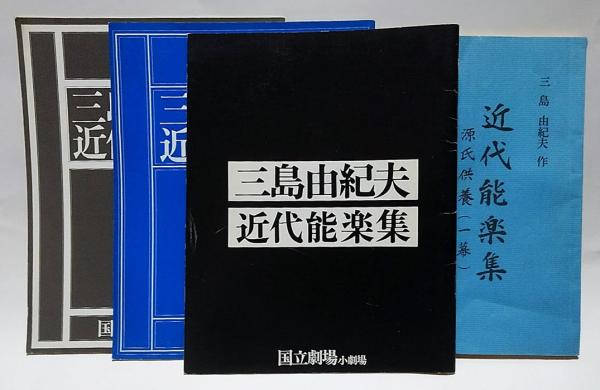 三島
近代
国
三
近
三島由紀夫
近代能楽集
国立劇場小劇場
三島由紀夫作
近代能楽集
源氏供養(一幕)